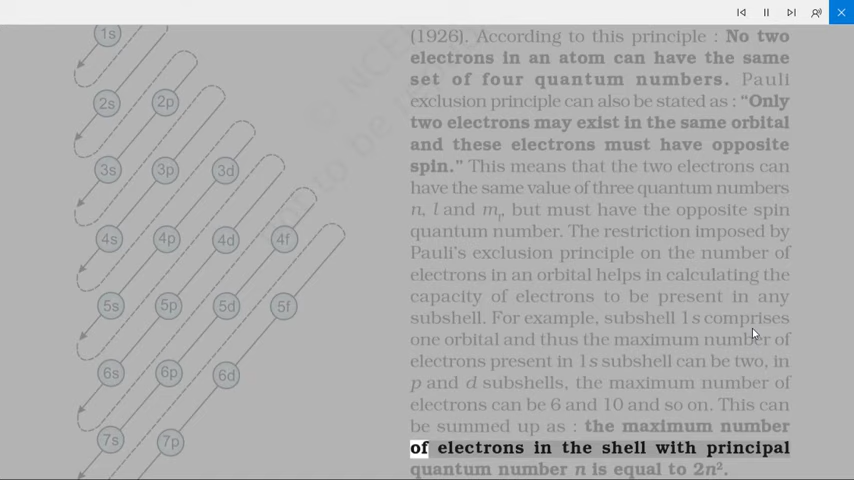 1s
2s 2p
3s 3p 3d
4s 4p 4d 4f
5s 5p 5d 5f
6s 6p 6d
7s 7p
(1926). According to this principle : No two
electrons in an atom can have the same
set of four quantum numbers. Pauli
exclusion principle can also be stated as : “Only
two electrons may exist in the same orbital
and these electrons must have opposite
spin.” This means that the two electrons can
have the same value of three quantum numbers
n, l and mₗ, but must have the opposite spin
quantum number. The restriction imposed by
Pauli’s exclusion principle on the number of
electrons in an orbital helps in calculating the
capacity of electrons to be present in any
subshell. For example, subshell 1s comprises
one orbital and thus the maximum number of
electrons present in 1s subshell can be two, in
p and d subshells, the maximum number of
electrons can be 6 and 10 and so on. This can
be summed up as : the maximum number
of electrons in the shell with principal
quantum number n is equal to 2n².